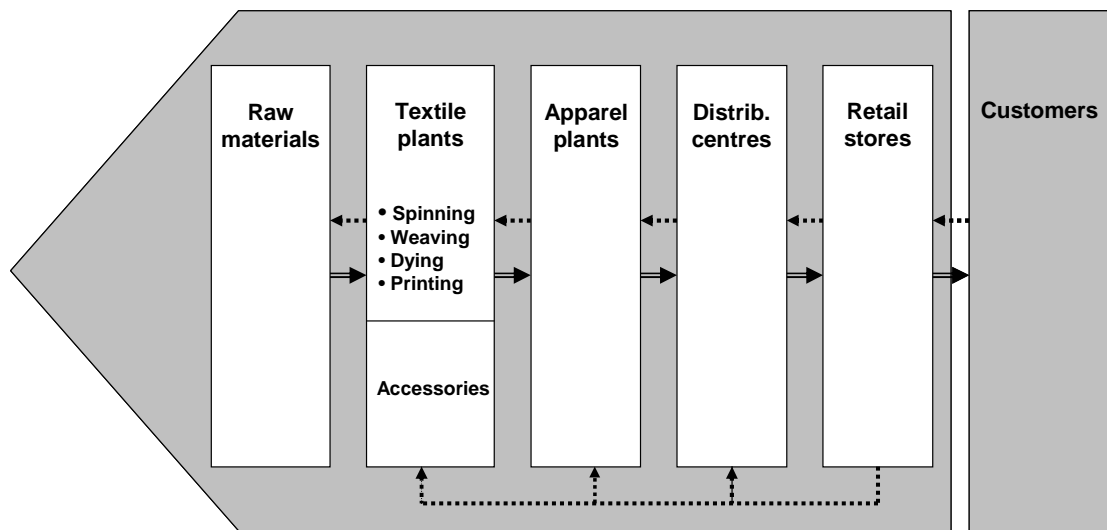 Raw
materials
Textile
plants
• Spinning
• Weaving
• Dying
• Printing
Accessories
Apparel
plants
Distrib.
centres
Retail
stores
Customers